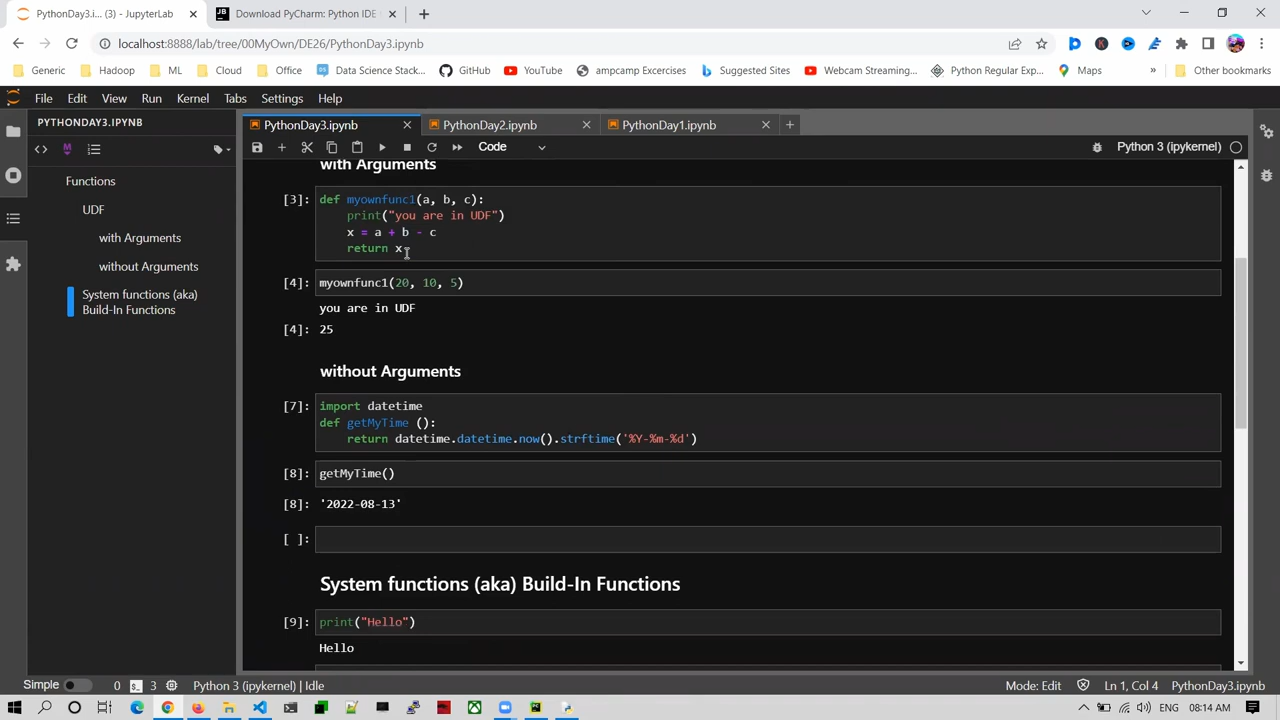 PythonDay3.i... (3) - JupyterLab
Download PyCharm: Python IDE
localhost:8888/lab/tree/00MyOwn/DE26/PythonDay3.ipynb
Generic Hadoop ML Cloud Office Data Science Stack... GitHub YouTube ampcamp Excercises Suggested Sites Webcam Streaming... Python Regular Exp... Maps » Other bookmarks
File Edit View Run Kernel Tabs Settings Help
PYTHONDAY3.IPYNB
Functions
UDF
with Arguments
without Arguments
System functions (aka)
Build-In Functions
PythonDay3.ipynb PythonDay2.ipynb PythonDay1.ipynb
Code Python 3 (ipykernel)
with Arguments
[3]: def myownfunc1(a, b, c):
print("you are in UDF")
x = a + b - c
return x
[4]: myownfunc1(20, 10, 5)
you are in UDF
[4]: 25
without Arguments
[7]: import datetime
def getMyTime ():
return datetime.datetime.now().strftime('%Y-%m-%d')
[8]: getMyTime()
[8]: '2022-08-13'
[ ]:
System functions (aka) Build-In Functions
[9]: print("Hello")
Hello
Simple 0 3 Python 3 (ipykernel) | Idle Mode: Edit Ln 1, Col 4 PythonDay3.ipynb
ENG 08:14 AM